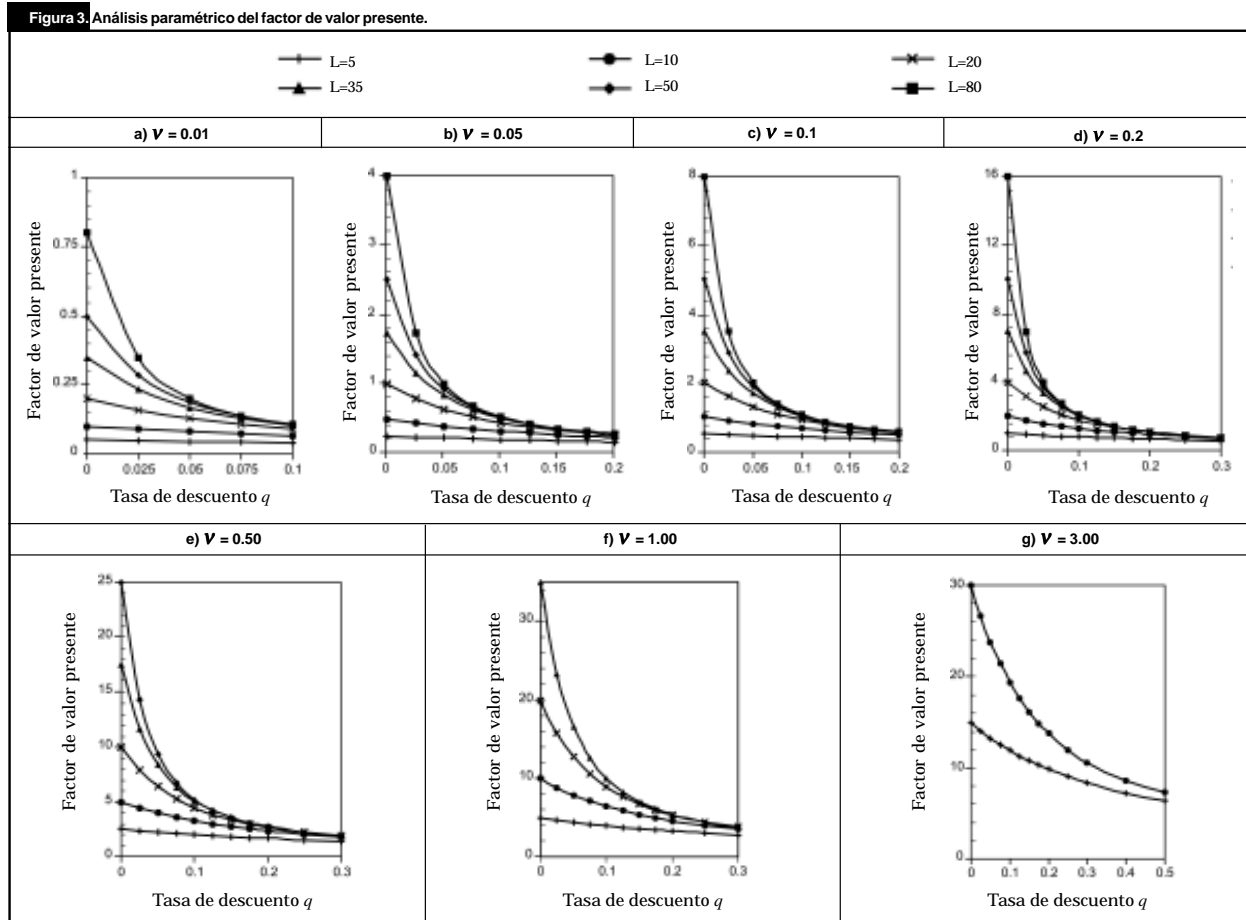 Figura 3. Análisis paramétrico del factor de valor presente.
L=5
L=10
L=20
L=35
L=50
L=80
a) ν = 0.01
b) ν = 0.05
c) ν = 0.1
d) ν = 0.2
Factor de valor presente
1
0.75
0.5
0.25
0
0
0.025
0.05
0.075
0.1
Tasa de descuento q
Factor de valor presente
4
3
2
1
0
0
0.05
0.1
0.15
0.2
Tasa de descuento q
Factor de valor presente
8
6
4
2
0
0
0.05
0.1
0.15
0.2
Tasa de descuento q
Factor de valor presente
16
12
8
4
0
0
0.1
0.2
0.3
Tasa de descuento q
e) ν = 0.50
f) ν = 1.00
g) ν = 3.00
Factor de valor presente
25
20
15
10
5
0
0
0.1
0.2
0.3
Tasa de descuento q
Factor de valor presente
30
20
10
0
0
0.1
0.2
0.3
Tasa de descuento q
Factor de valor presente
30
20
10
0
0
0.1
0.2
0.3
0.4
0.5
Tasa de descuento q